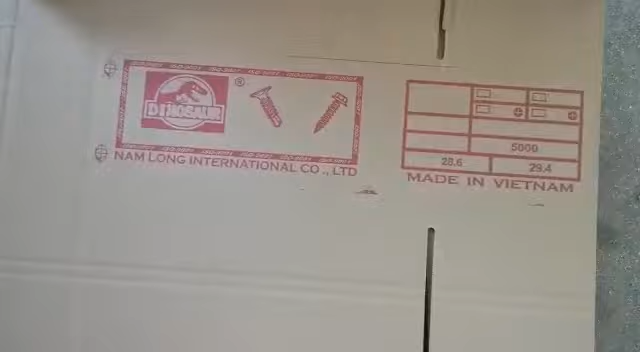 DINOSAUR
®
NAM LONG INTERNATIONAL CO., LTD
5000
28.6 29.4
MADE IN VIETNAM